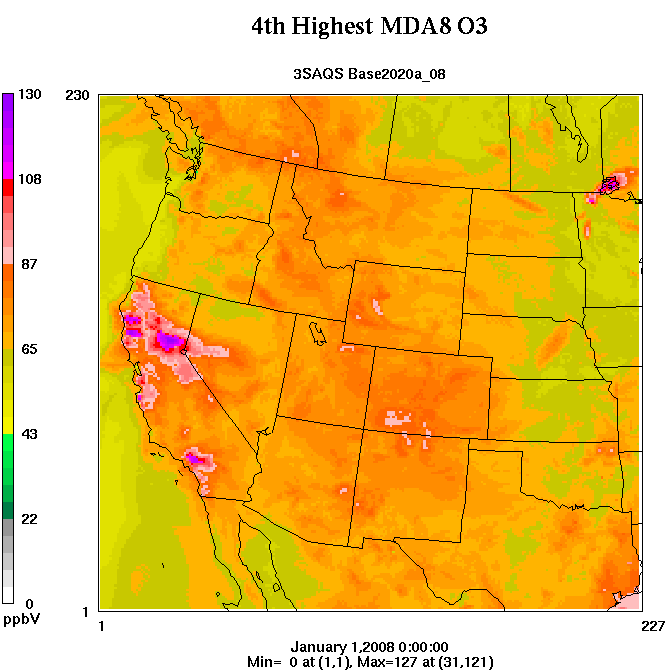 4th Highest MDA8 O3
3SAQS Base2020a_08
130
108
87
65
43
22
0
ppbV
230
1
1
227
January 1,2008 0:00:00
Min= 0 at (1,1), Max=127 at (31,121)